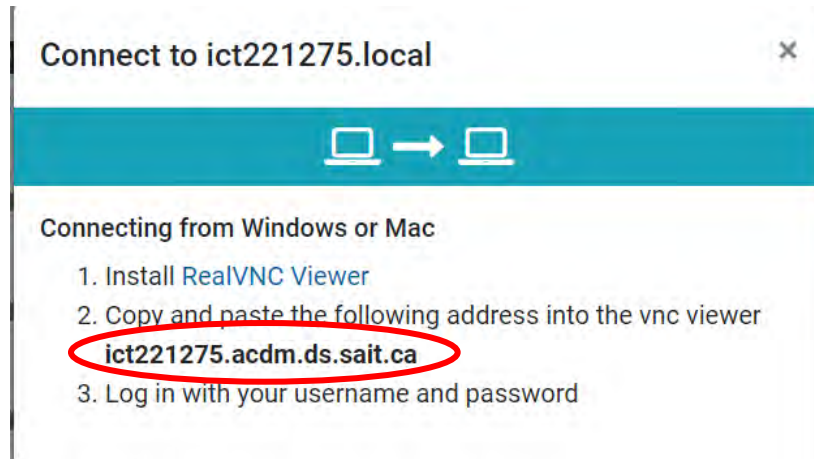 Connect to ict221275.local ×
Connecting from Windows or Mac
1. Install RealVNC Viewer
2. Copy and paste the following address into the vnc viewer
ict221275.acdm.ds.sait.ca
3. Log in with your username and password